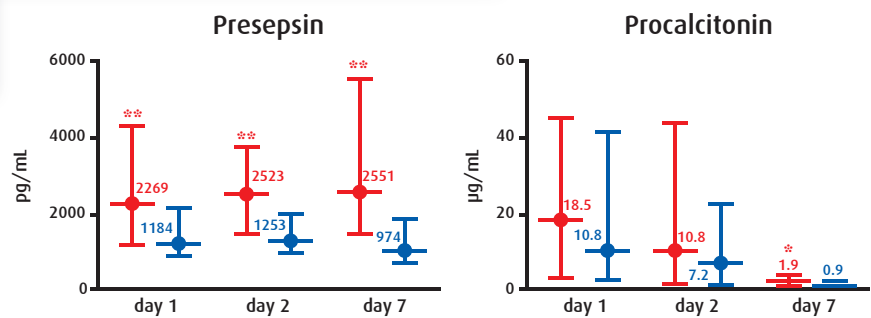 Presepsin
pg/mL
6000
4000
2000
0
**
**
**
2269
1184
2523
1253
2551
974
day 1
day 2
day 7
Procalcitonin
µg/mL
60
40
20
0
18.5
10.8
10.8
7.2
*
1.9
0.9
day 1
day 2
day 7